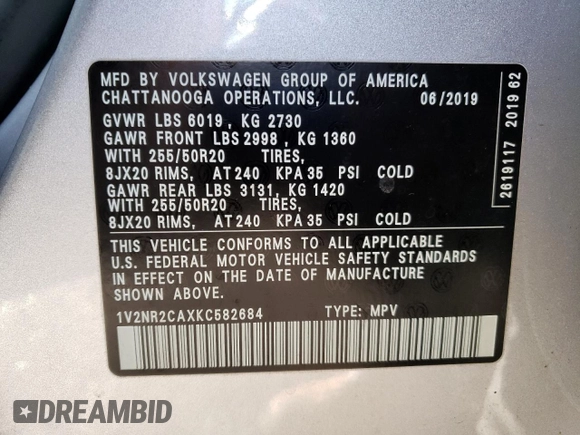 MFD BY VOLKSWAGEN GROUP OF AMERICA
CHATTANOOGA OPERATIONS, LLC. 06/2019
GVWR LBS 6019 , KG 2730
GAWR FRONT LBS 2998 , KG 1360
WITH 255/50R20 TIRES,
8JX20 RIMS, AT 240 KPA 35 PSI COLD
GAWR REAR LBS 3131, KG 1420
WITH 255/50R20 TIRES,
8JX20 RIMS, AT 240 KPA 35 PSI COLD
THIS VEHICLE CONFORMS TO ALL APPLICABLE
U.S. FEDERAL MOTOR VEHICLE SAFETY STANDARDS
IN EFFECT ON THE DATE OF MANUFACTURE
SHOWN ABOVE.
1V2NR2CAXKC582684 TYPE: MPV
2619117 2019 62
DREAMBID